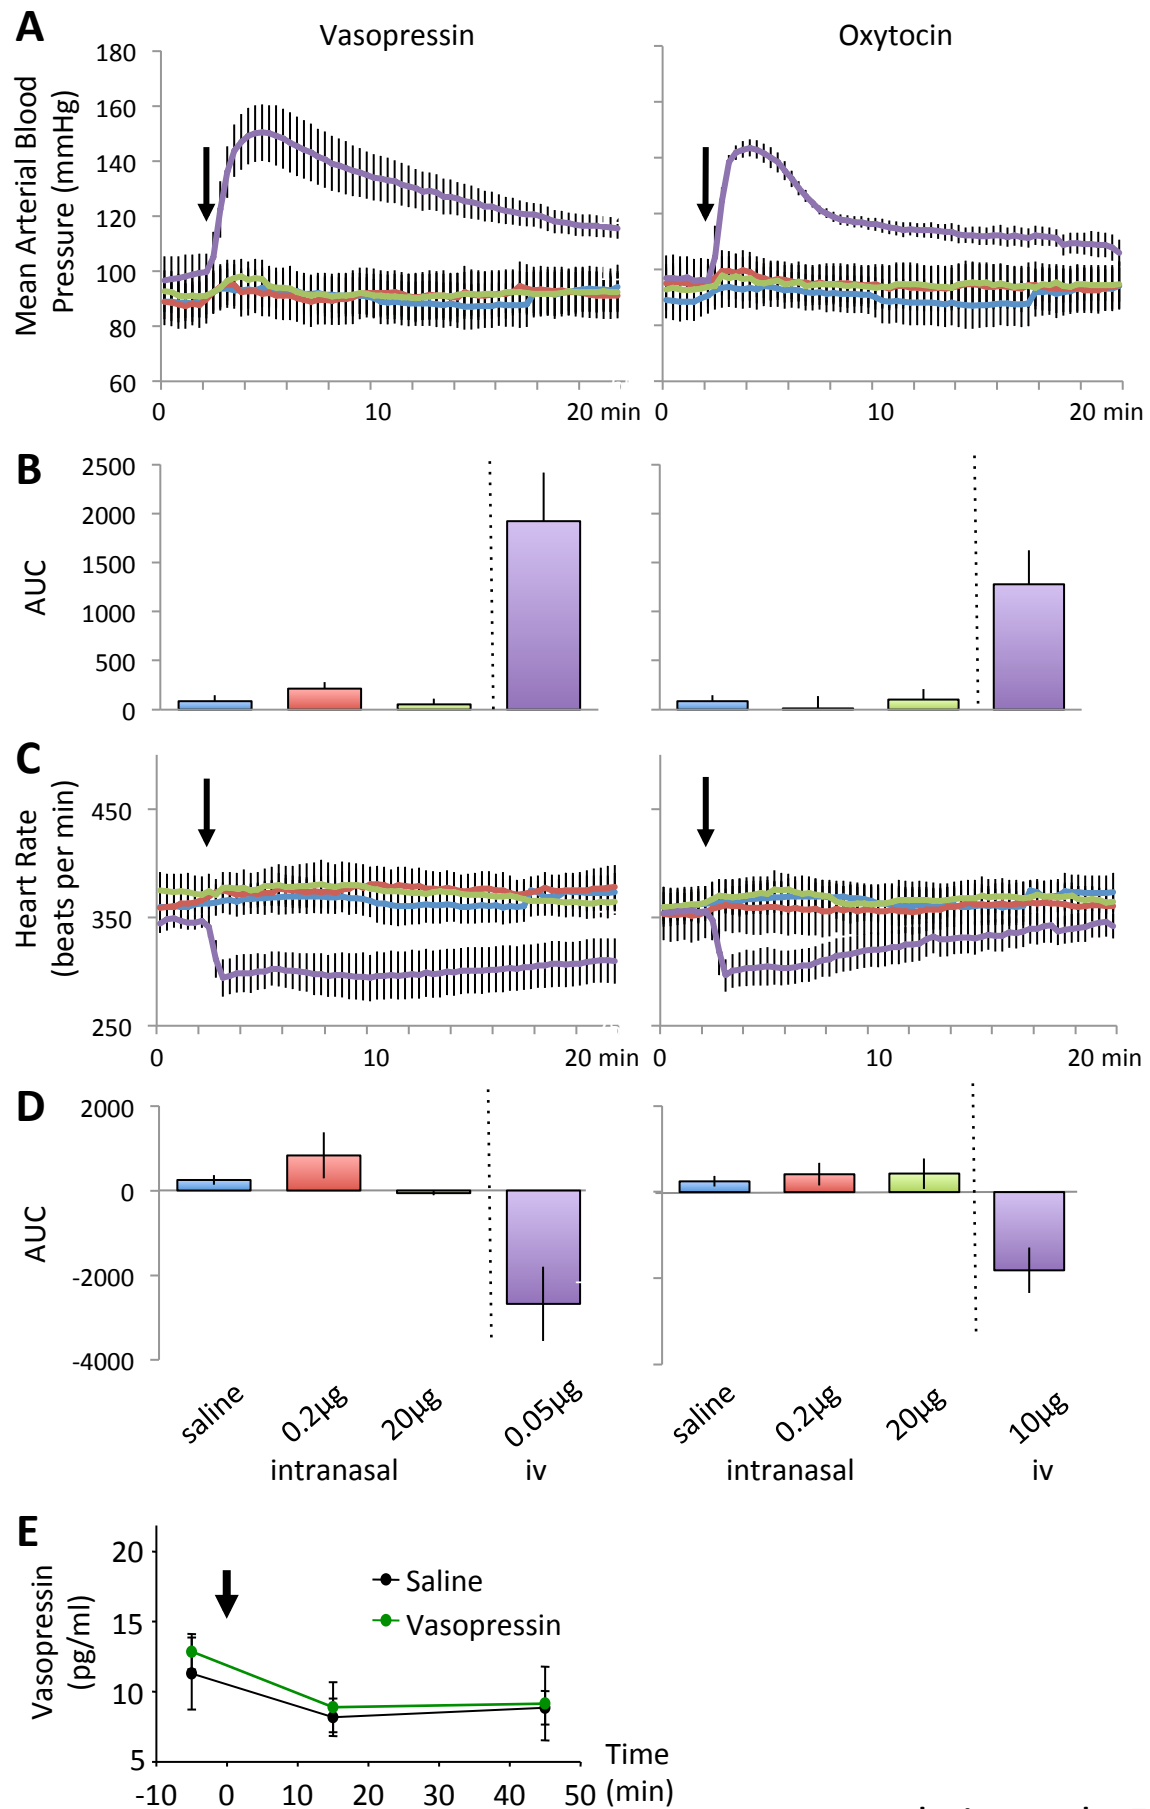 A
Vasopressin
Oxytocin
Mean Arterial Blood
Pressure (mmHg)
180
160
140
120
100
80
60
0
10
20 min
0
10
20 min
B
AUC
2500
2000
1500
1000
500
0
C
Heart Rate
(beats per min)
450
350
250
0
10
20 min
0
10
20 min
D
AUC
2000
0
-2000
-4000
saline
0.2µg
20µg
0.05µg
saline
0.2µg
20µg
10µg
intranasal
iv
intranasal
iv
E
Vasopressin
(pg/ml)
20
15
10
5
Saline
Vasopressin
-10
0
10
20
30
40
50
Time
(min)